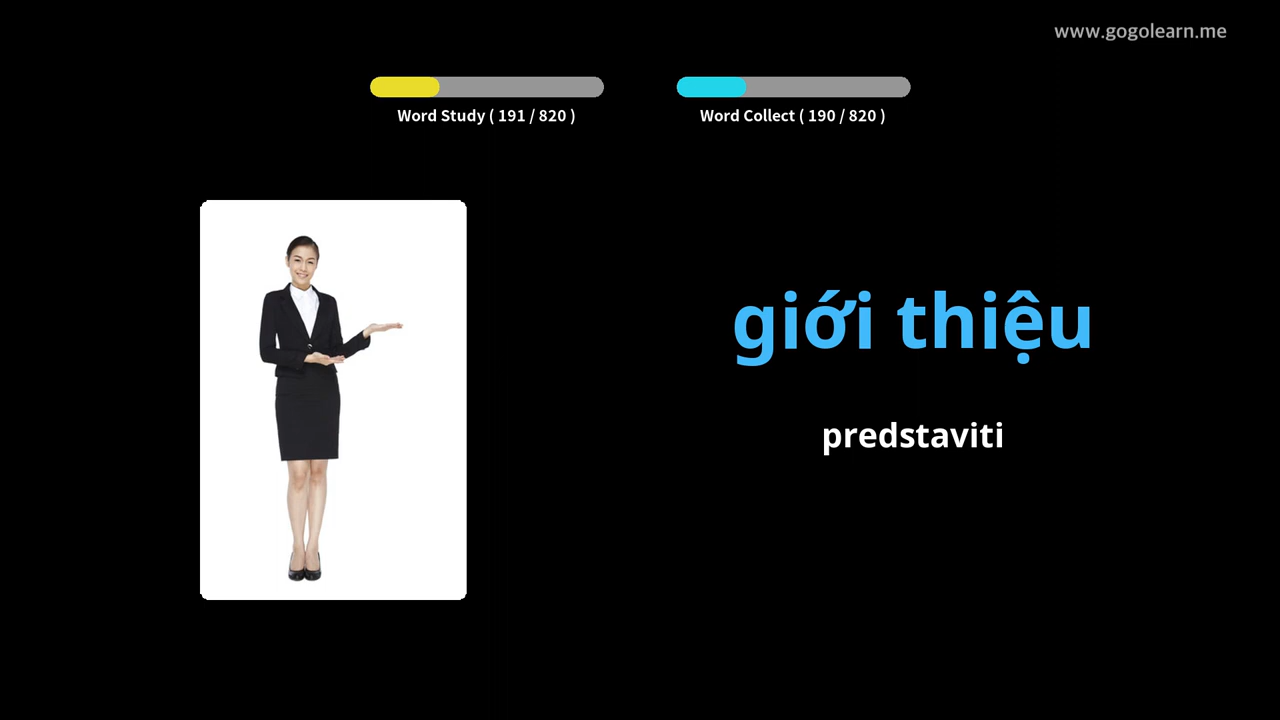 www.gogolearn.me
Word Study ( 191 / 820 )
Word Collect ( 190 / 820 )
giới thiệu
predstaviti